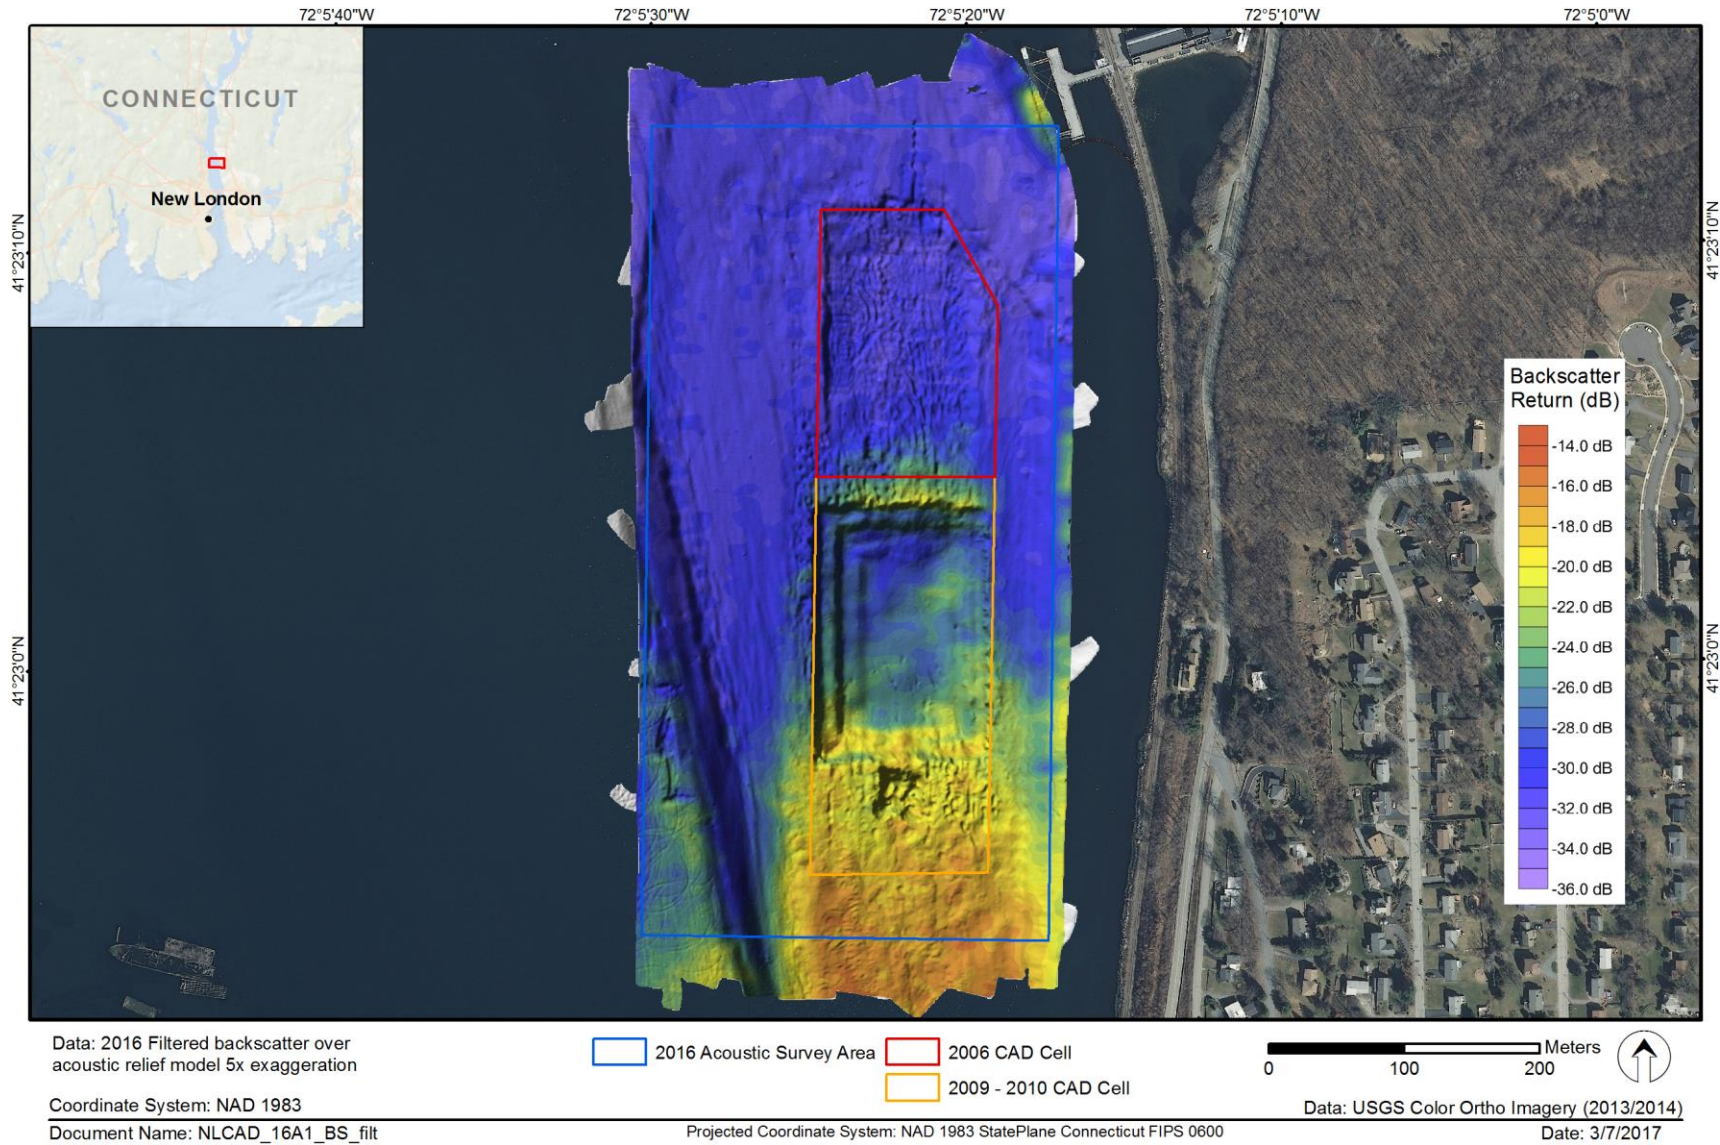 72°5'40"W
72°5'30"W
72°5'20"W
72°5'10"W
72°5'0"W
CONNECTICUT
New London
41°23'10"N
41°23'10"N
41°23'0"N
41°23'0"N
Backscatter
Return (dB)
-14.0 dB
-16.0 dB
-18.0 dB
-20.0 dB
-22.0 dB
-24.0 dB
-26.0 dB
-28.0 dB
-30.0 dB
-32.0 dB
-34.0 dB
-36.0 dB
Data: 2016 Filtered backscatter over
acoustic relief model 5x exaggeration
2016 Acoustic Survey Area
2006 CAD Cell
2009 - 2010 CAD Cell
Meters
0 100 200
Coordinate System: NAD 1983
Data: USGS Color Ortho Imagery (2013/2014)
Document Name: NLCAD_16A1_BS_filt
Projected Coordinate System: NAD 1983 StatePlane Connecticut FIPS 0600
Date: 3/7/2017